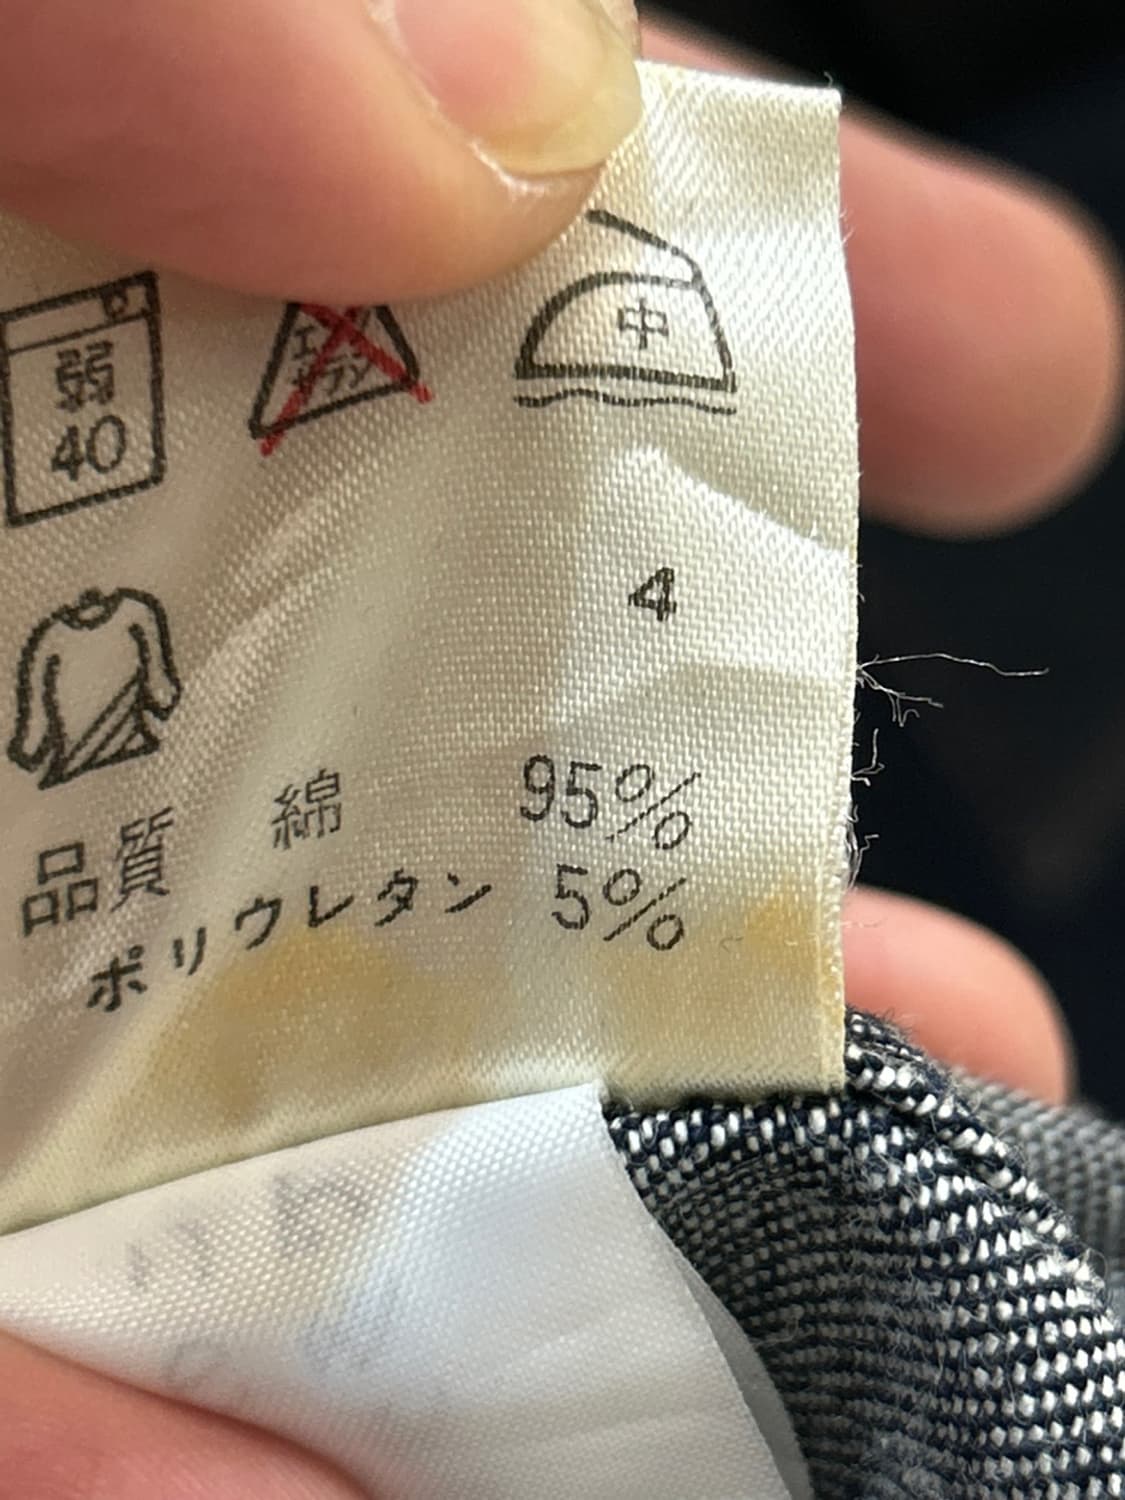 弱
40
エンソ
サラシ
中
4
品質 綿 95%
ポリウレタン 5%